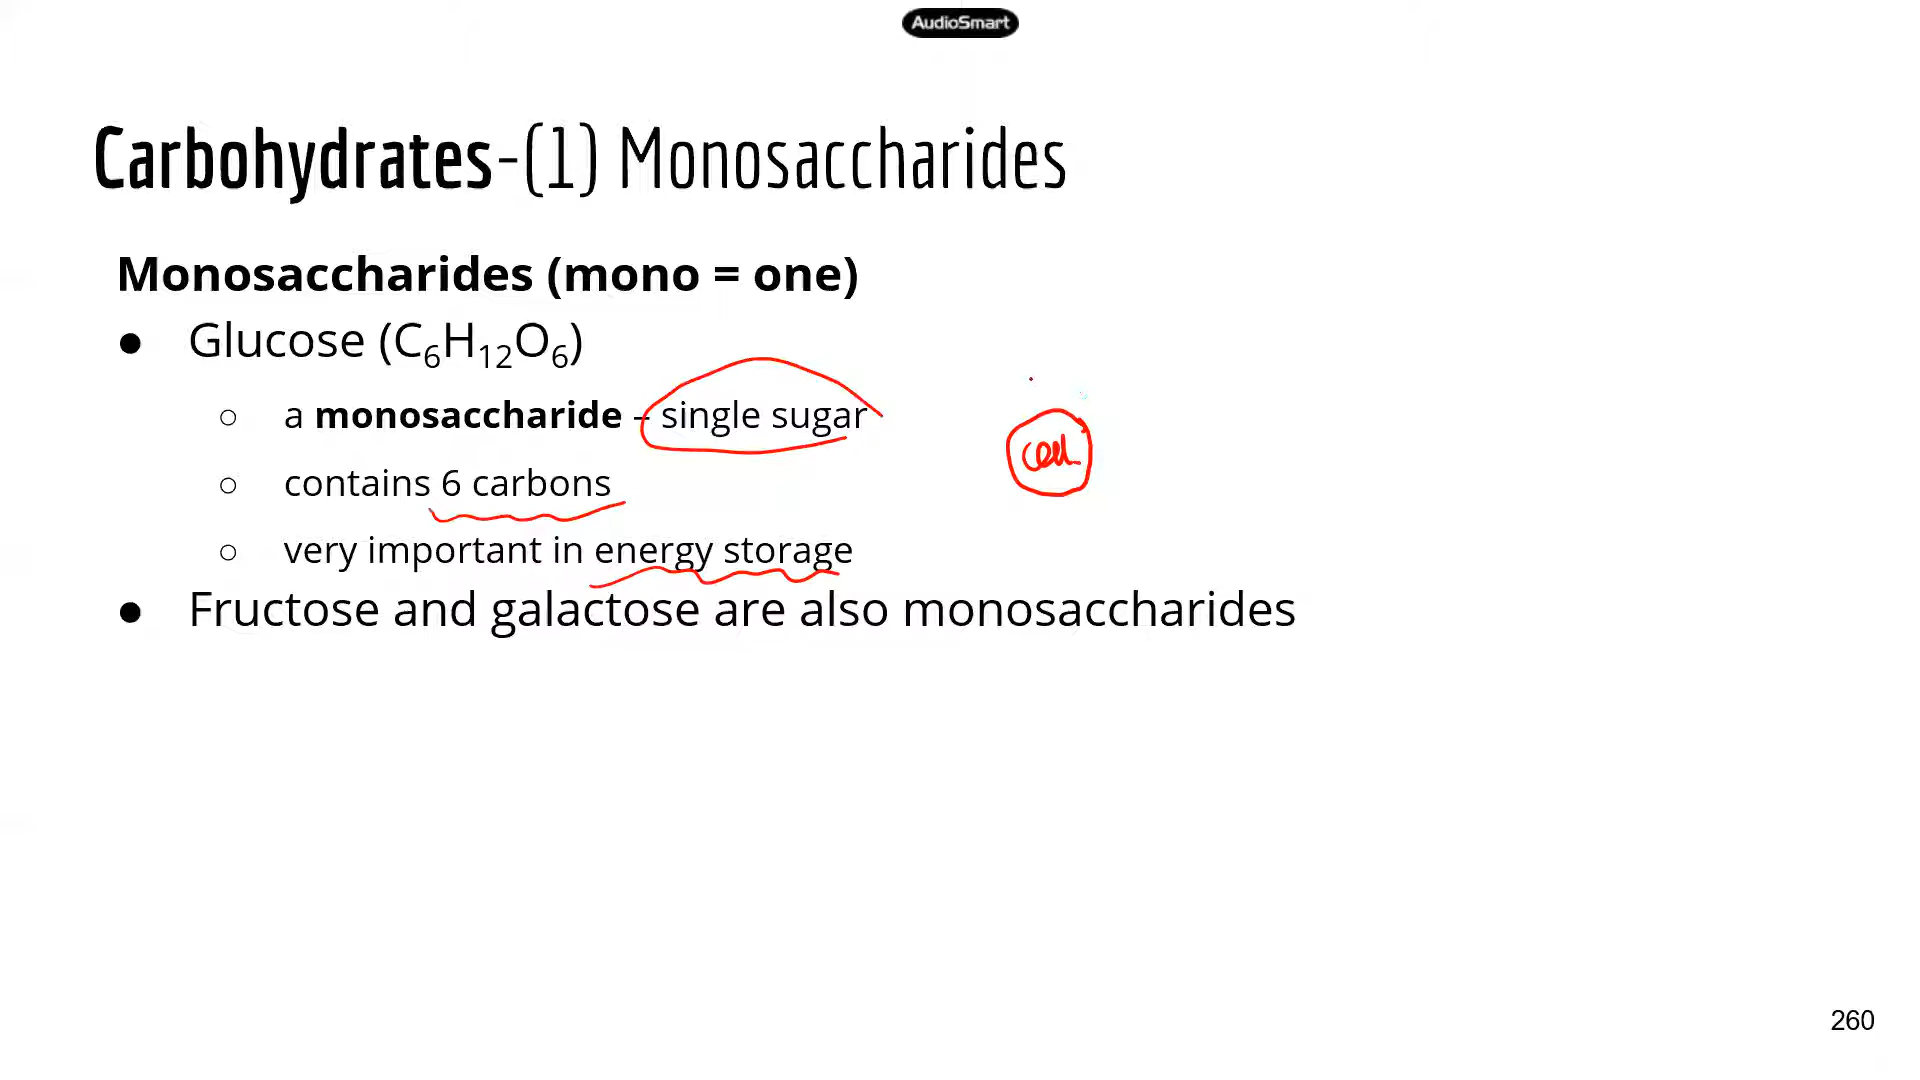 AudioSmart
Carbohydrates-(1) Monosaccharides
Monosaccharides (mono = one)
● Glucose (C₆H₁₂O₆)
○ a monosaccharide – single sugar
○ contains 6 carbons
cell
○ very important in energy storage
● Fructose and galactose are also monosaccharides
260